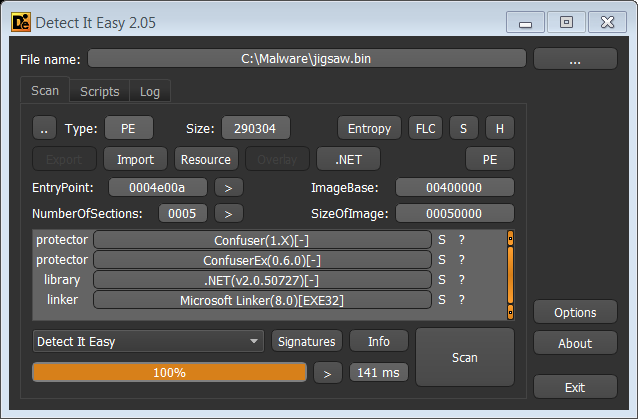 Detect It Easy 2.05
File name: C:\Malware\jigsaw.bin ...
Scan Scripts Log
.. Type: PE Size: 290304 Entropy FLC S H
Export Import Resource Overlay .NET PE
EntryPoint: 0004e00a > ImageBase: 00400000
NumberOfSections: 0005 > SizeOfImage: 00050000
protector Confuser(1.X)[-] S ?
protector ConfuserEx(0.6.0)[-] S ?
library .NET(v2.0.50727)[-] S ?
linker Microsoft Linker(8.0)[EXE32] S ?
Options
Detect It Easy Signatures Info Scan About
100% > 141 ms
Exit